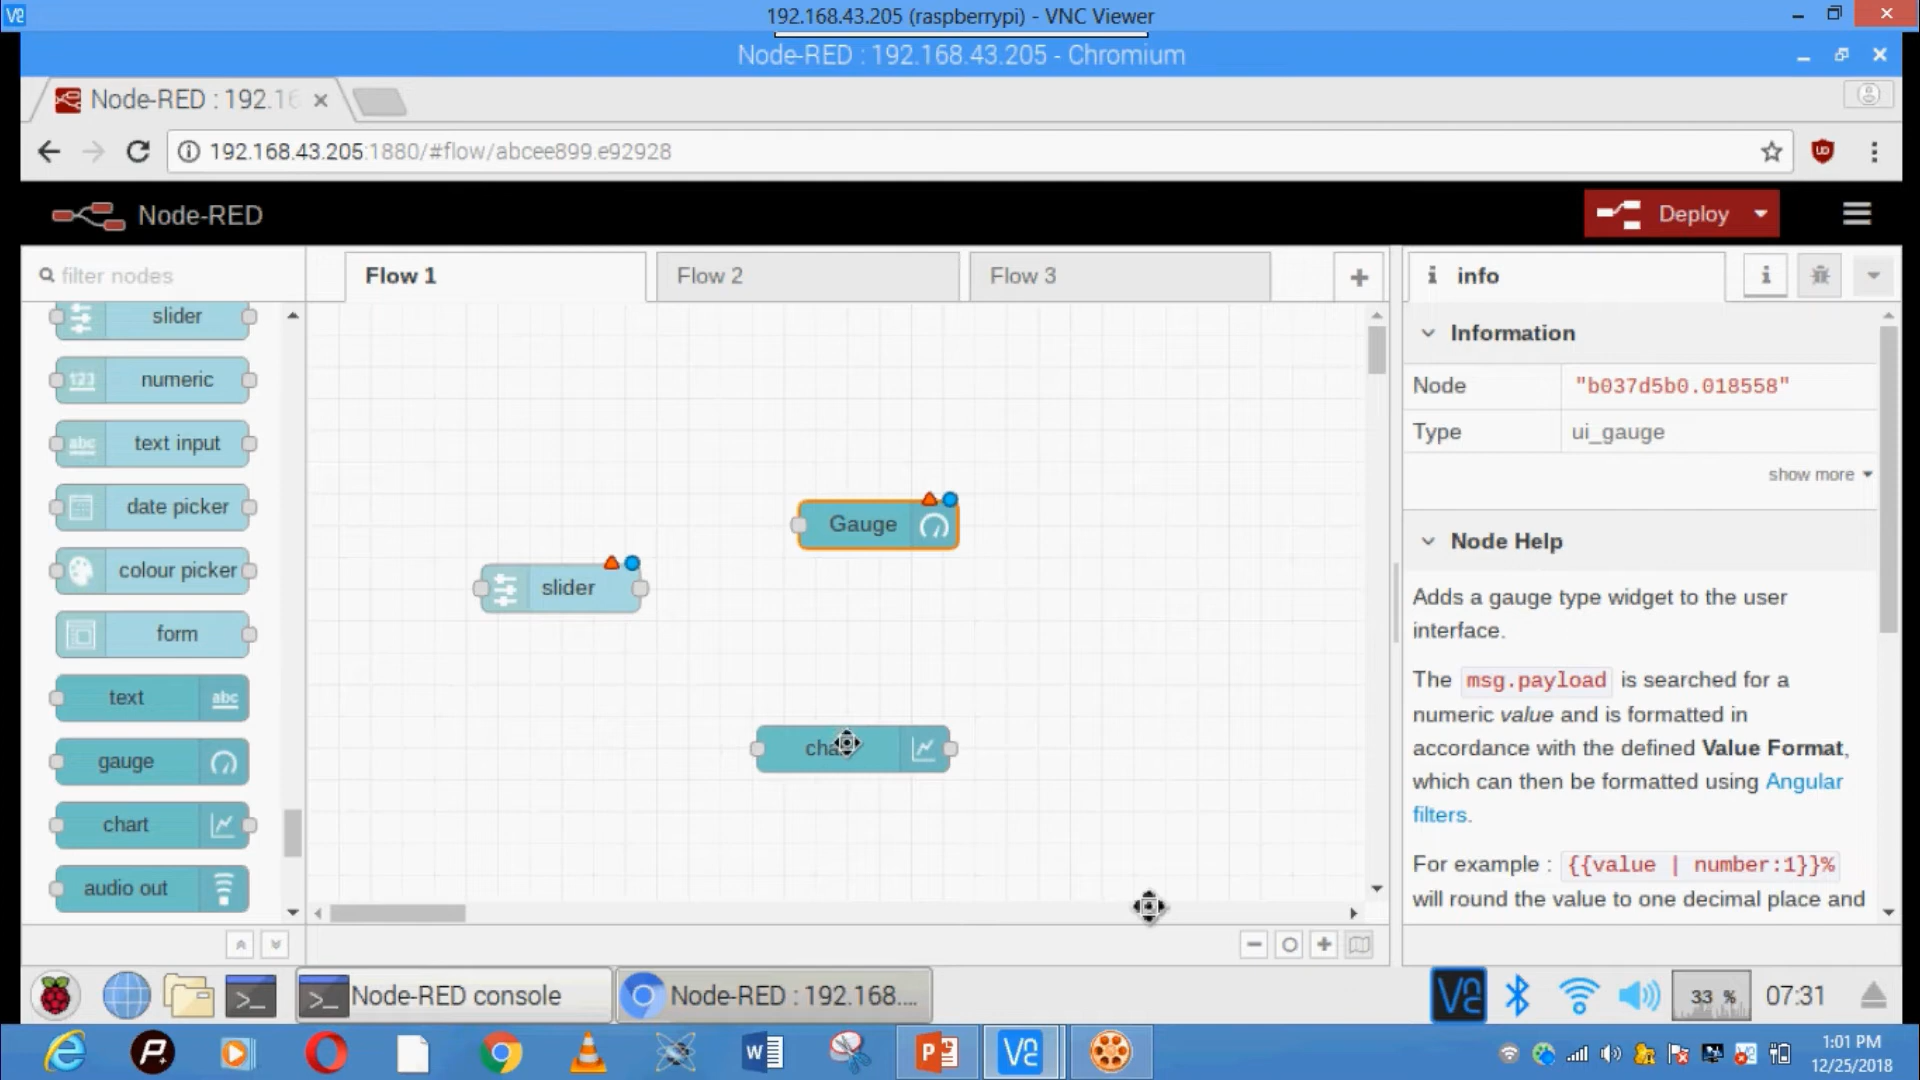 192.168.43.205 (raspberrypi) - VNC Viewer
Node-RED : 192.168.43.205 - Chromium
Node-RED : 192.16
192.168.43.205:1880/#flow/abcee899.e92928
Node-RED
Deploy
filter nodes
Flow 1
Flow 2
Flow 3
info
slider
numeric
text input
date picker
colour picker
form
text
gauge
chart
audio out
123
abc
abc
Gauge
slider
cha
Information
Node
"b037d5b0.018558"
Type
ui_gauge
show more
Node Help
Adds a gauge type widget to the user
interface.
The msg.payload is searched for a
numeric value and is formatted in
accordance with the defined Value Format,
which can then be formatted using Angular
filters.
For example : {{value | number:1}}%
will round the value to one decimal place and
Node-RED console
Node-RED : 192.168....
33 %
07:31
1:01 PM
12/25/2018